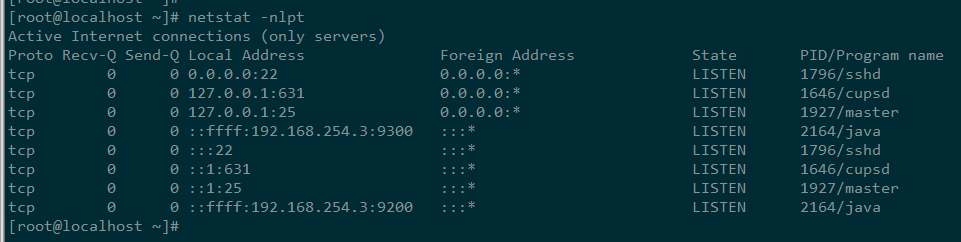 [root@localhost ~]#
[root@localhost ~]# netstat -nlpt
Active Internet connections (only servers)
Proto Recv-Q Send-Q Local Address               Foreign Address             State       PID/Program name
tcp        0      0 0.0.0.0:22                  0.0.0.0:*                   LISTEN      1796/sshd
tcp        0      0 127.0.0.1:631               0.0.0.0:*                   LISTEN      1646/cupsd
tcp        0      0 127.0.0.1:25                0.0.0.0:*                   LISTEN      1927/master
tcp        0      0 ::ffff:192.168.254.3:9300   :::*                        LISTEN      2164/java
tcp        0      0 :::22                       :::*                        LISTEN      1796/sshd
tcp        0      0 ::1:631                     :::*                        LISTEN      1646/cupsd
tcp        0      0 ::1:25                      :::*                        LISTEN      1927/master
tcp        0      0 ::ffff:192.168.254.3:9200   :::*                        LISTEN      2164/java
[root@localhost ~]#